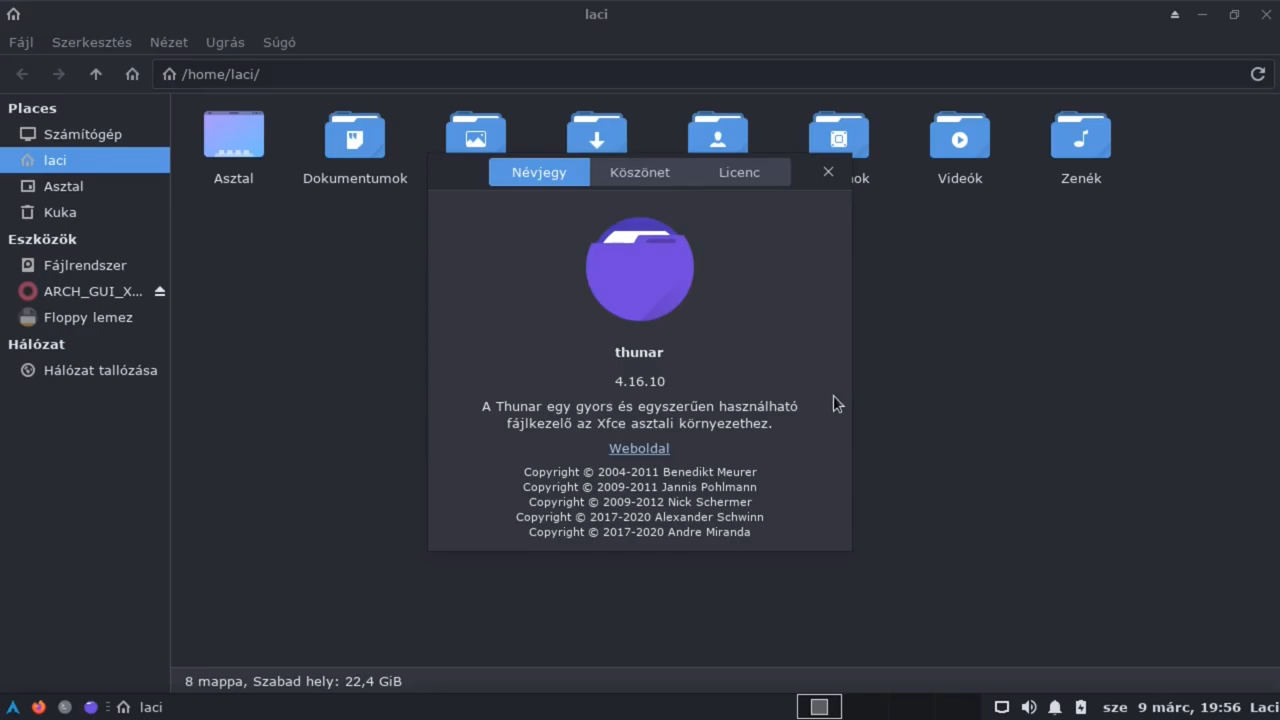 laci
Fájl Szerkesztés Nézet Ugrás Súgó
/home/laci/
Places
Számítógép
laci
Asztal
Kuka
Eszközök
Fájlrendszer
ARCH_GUI_X...
Floppy lemez
Hálózat
Hálózat tallózása
Asztal Dokumentumok Videók Zenék
Névjegy Köszönet Licenc
thunar
4.16.10
A Thunar egy gyors és egyszerűen használható
fájlkezelő az Xfce asztali környezethez.
Weboldal
Copyright © 2004-2011 Benedikt Meurer
Copyright © 2009-2011 Jannis Pohlmann
Copyright © 2009-2012 Nick Schermer
Copyright © 2017-2020 Alexander Schwinn
Copyright © 2017-2020 Andre Miranda
8 mappa, Szabad hely: 22,4 GiB
laci
sze 9 márc, 19:56 Laci